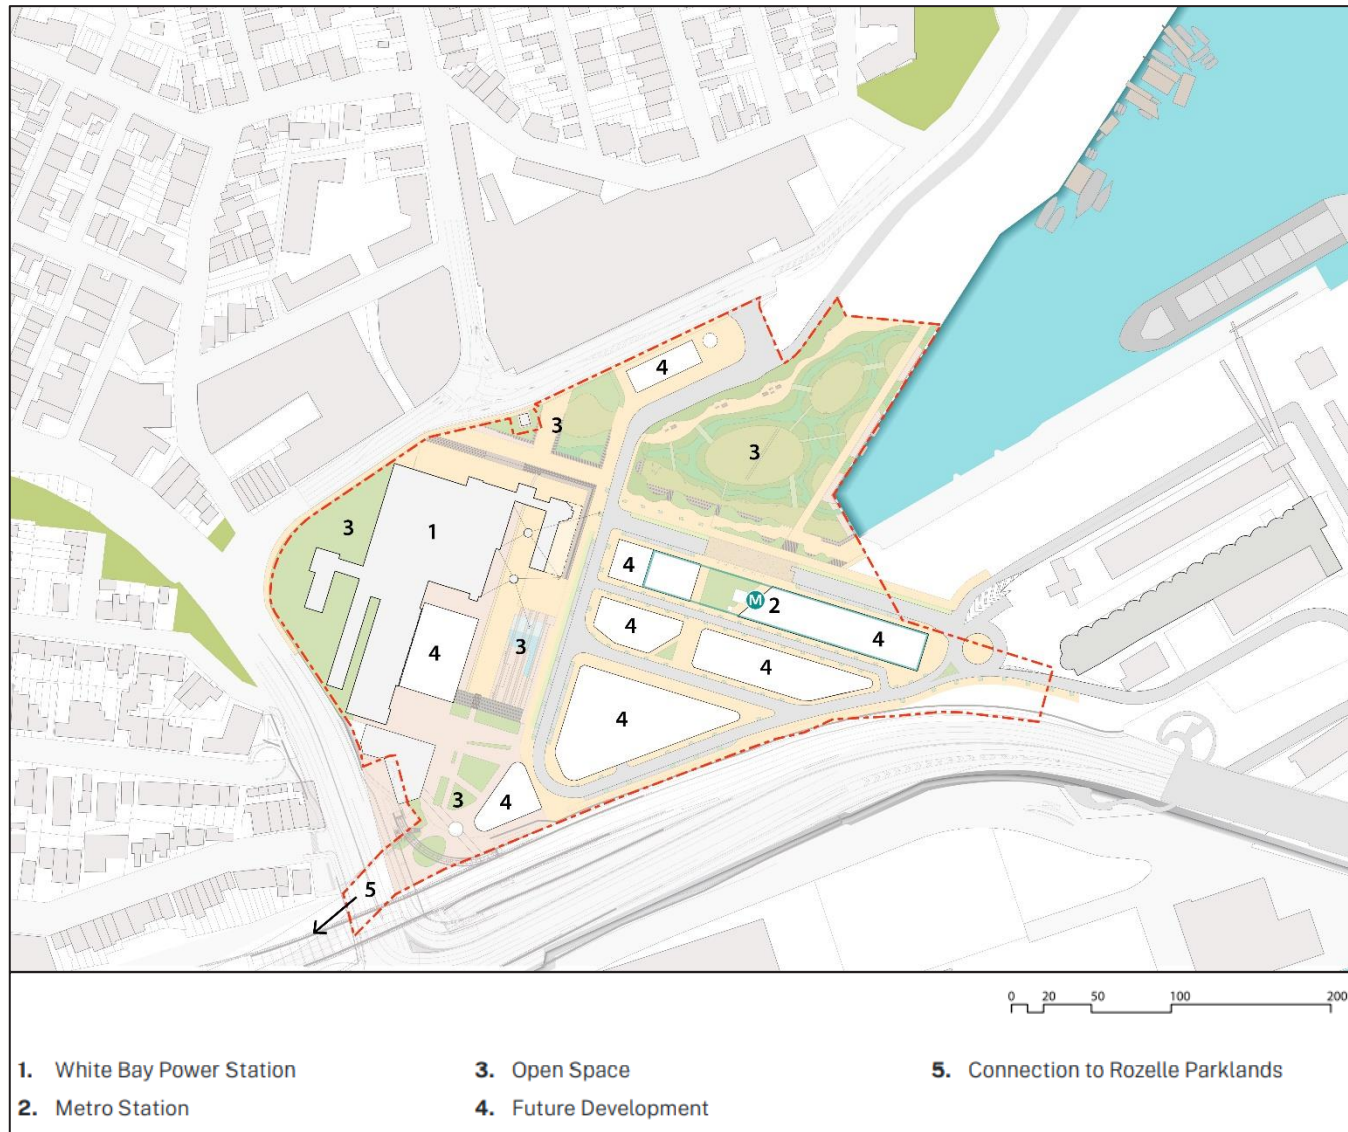 4
3
3
3
1
4
M 2
4
4
3
4
4
4
3
4
5
0 20 50 100 200
1. White Bay Power Station
2. Metro Station
3. Open Space
4. Future Development
5. Connection to Rozelle Parklands